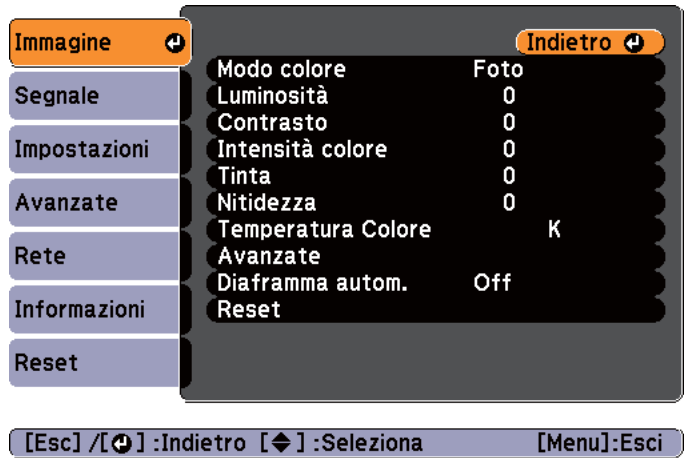 Immagine
Segnale
Impostazioni
Avanzate
Rete
Informazioni
Reset
Indietro
Modo colore Foto
Luminosità 0
Contrasto 0
Intensità colore 0
Tinta 0
Nitidezza 0
Temperatura Colore K
Avanzate
Diaframma autom. Off
Reset
[Esc] /[⏎] :Indietro [◆] :Seleziona [Menu]:Esci